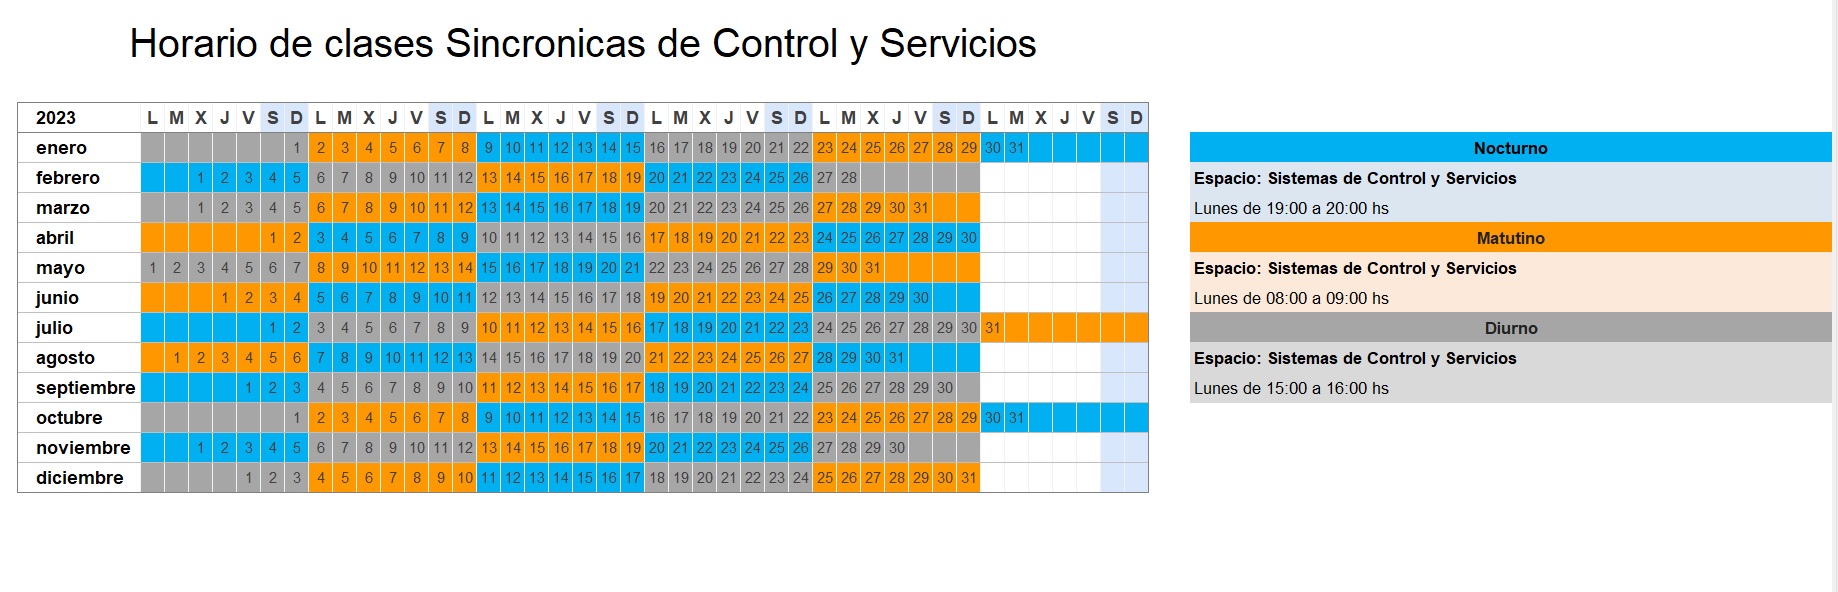 Horario de clases Sincronicas de Control y Servicios
2023 L M X J V S D L M X J V S D L M X J V S D L M X J V S D L M X J V S D L M X J V S D
enero 1 2 3 4 5 6 7 8 9 10 11 12 13 14 15 16 17 18 19 20 21 22 23 24 25 26 27 28 29 30 31
febrero 1 2 3 4 5 6 7 8 9 10 11 12 13 14 15 16 17 18 19 20 21 22 23 24 25 26 27 28
marzo 1 2 3 4 5 6 7 8 9 10 11 12 13 14 15 16 17 18 19 20 21 22 23 24 25 26 27 28 29 30 31
abril 1 2 3 4 5 6 7 8 9 10 11 12 13 14 15 16 17 18 19 20 21 22 23 24 25 26 27 28 29 30
mayo 1 2 3 4 5 6 7 8 9 10 11 12 13 14 15 16 17 18 19 20 21 22 23 24 25 26 27 28 29 30 31
junio 1 2 3 4 5 6 7 8 9 10 11 12 13 14 15 16 17 18 19 20 21 22 23 24 25 26 27 28 29 30
julio 1 2 3 4 5 6 7 8 9 10 11 12 13 14 15 16 17 18 19 20 21 22 23 24 25 26 27 28 29 30 31
agosto 1 2 3 4 5 6 7 8 9 10 11 12 13 14 15 16 17 18 19 20 21 22 23 24 25 26 27 28 29 30 31
septiembre 1 2 3 4 5 6 7 8 9 10 11 12 13 14 15 16 17 18 19 20 21 22 23 24 25 26 27 28 29 30
octubre 1 2 3 4 5 6 7 8 9 10 11 12 13 14 15 16 17 18 19 20 21 22 23 24 25 26 27 28 29 30 31
noviembre 1 2 3 4 5 6 7 8 9 10 11 12 13 14 15 16 17 18 19 20 21 22 23 24 25 26 27 28 29 30
diciembre 1 2 3 4 5 6 7 8 9 10 11 12 13 14 15 16 17 18 19 20 21 22 23 24 25 26 27 28 29 30 31
Nocturno
Espacio: Sistemas de Control y Servicios
Lunes de 19:00 a 20:00 hs
Matutino
Espacio: Sistemas de Control y Servicios
Lunes de 08:00 a 09:00 hs
Diurno
Espacio: Sistemas de Control y Servicios
Lunes de 15:00 a 16:00 hs